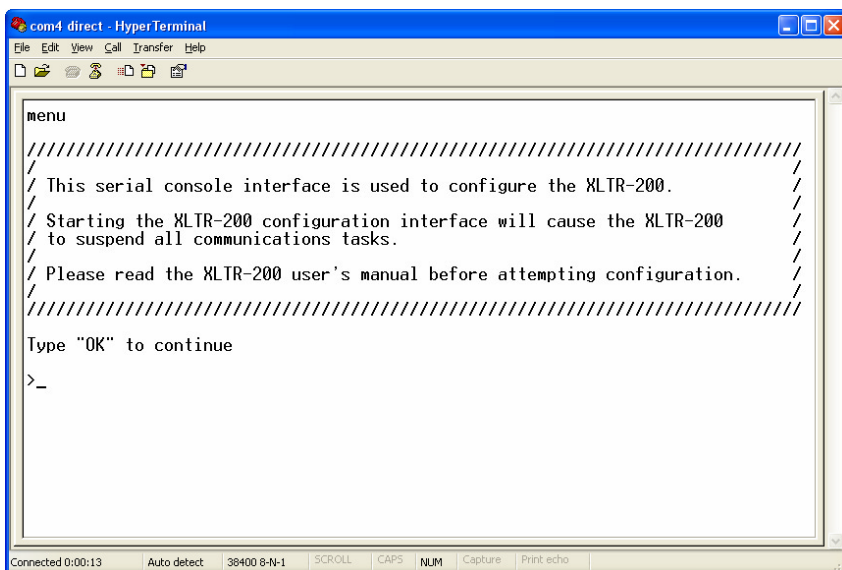 com4 direct - HyperTerminal
File Edit View Call Transfer Help
menu
///////////////////////////////////////////////////////////////////////////////
/ /
/ This serial console interface is used to configure the XLTR-200. /
/ /
/ Starting the XLTR-200 configuration interface will cause the XLTR-200 /
/ to suspend all communications tasks. /
/ /
/ Please read the XLTR-200 user's manual before attempting configuration. /
/ /
///////////////////////////////////////////////////////////////////////////////
Type "OK" to continue
>_
Connected 0:00:13 Auto detect 38400 8-N-1 SCROLL CAPS NUM Capture Print echo